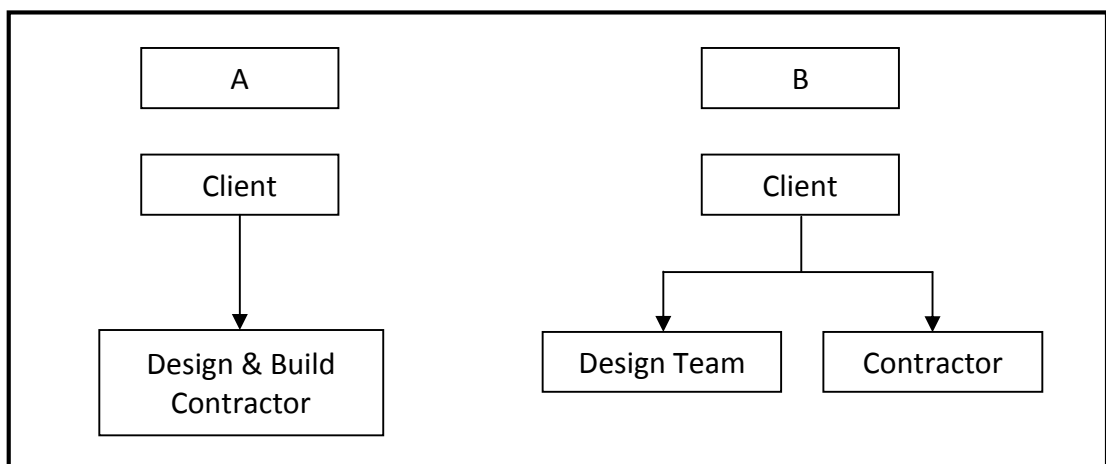 A
B
Client
Client
Design & Build
Contractor
Design Team
Contractor